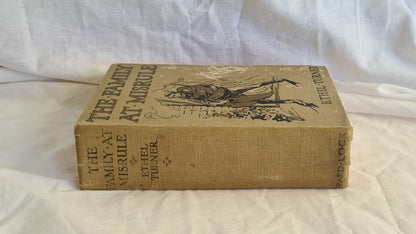 THE·FAMILY
AT·MISRULE
ETHEL·TURNER
THE
FAMILY·AT
MISRULE
ETHEL
TURNER
WARD·LOCK